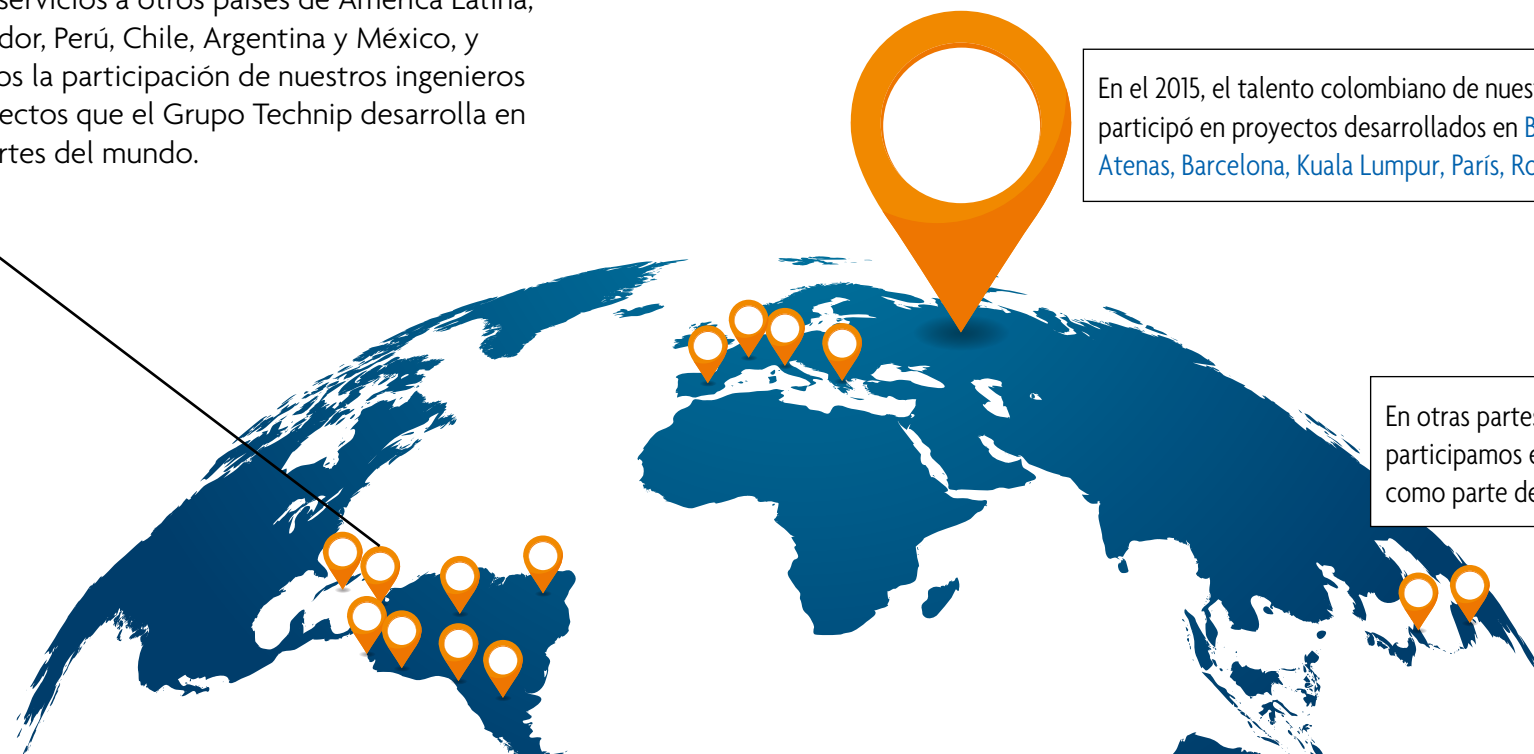 servicios a otros países de América Latina,
dor, Perú, Chile, Argentina y México, y
os la participación de nuestros ingenieros
ectos que el Grupo Technip desarrolla en
rtes del mundo.
En el 2015, el talento colombiano de nuest
participó en proyectos desarrollados en B
Atenas, Barcelona, Kuala Lumpur, París, Ro
En otras partes
participamos e
como parte de